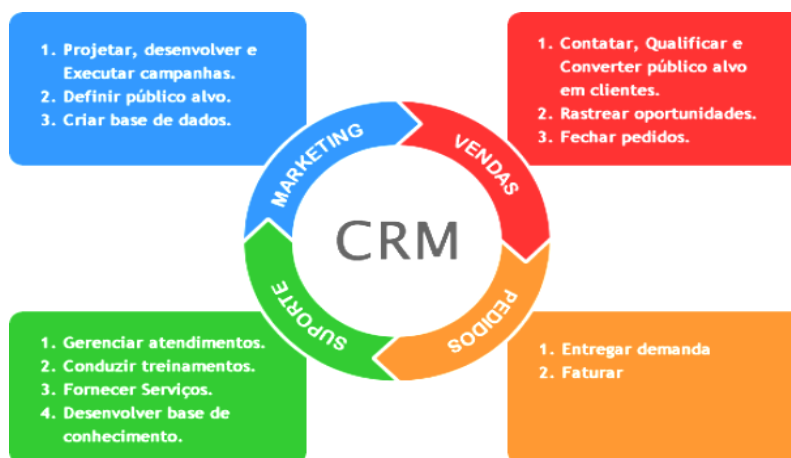 1. Projetar, desenvolver e
Executar campanhas.
2. Definir público alvo.
3. Criar base de dados.
1. Contatar, Qualificar e
Converter público alvo
em clientes.
2. Rastrear oportunidades.
3. Fechar pedidos.
MARKETING
VENDAS
CRM
SUPORTE
PEDIDOS
1. Gerenciar atendimentos.
2. Conduzir treinamentos.
3. Fornecer Serviços.
4. Desenvolver base de
conhecimento.
1. Entregar demanda
2. Faturar